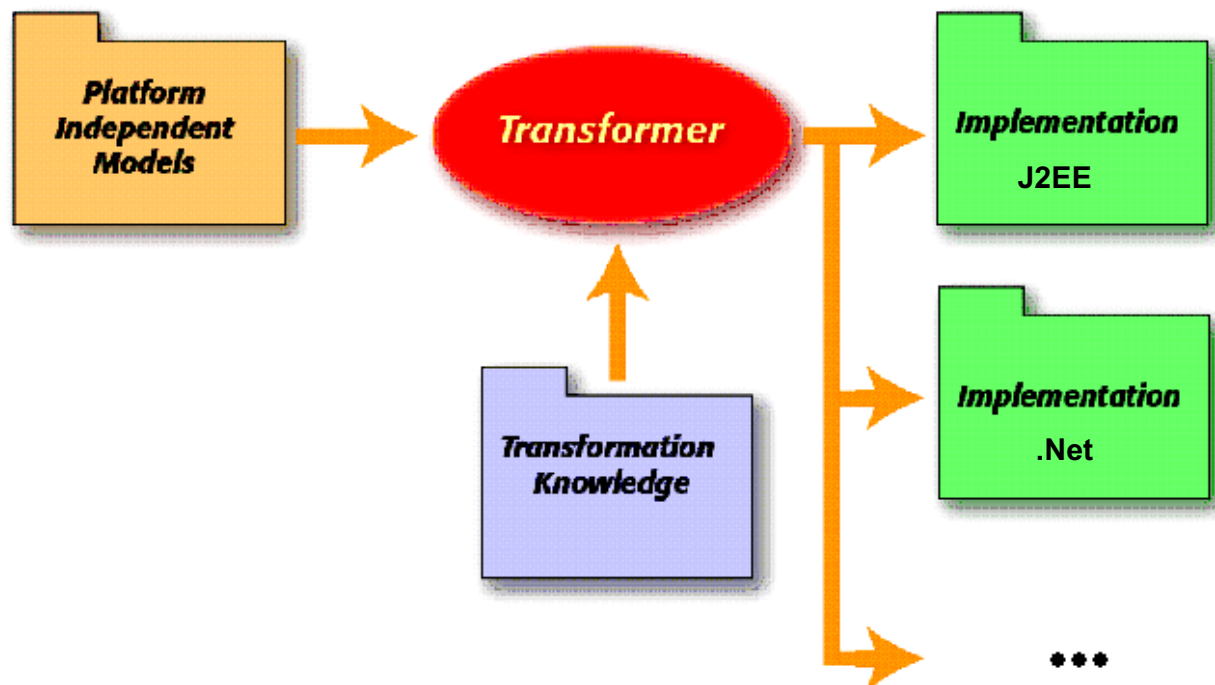 Platform
Independent
Models
Transformer
Implementation
J2EE
Transformation
Knowledge
Implementation
.Net
•••